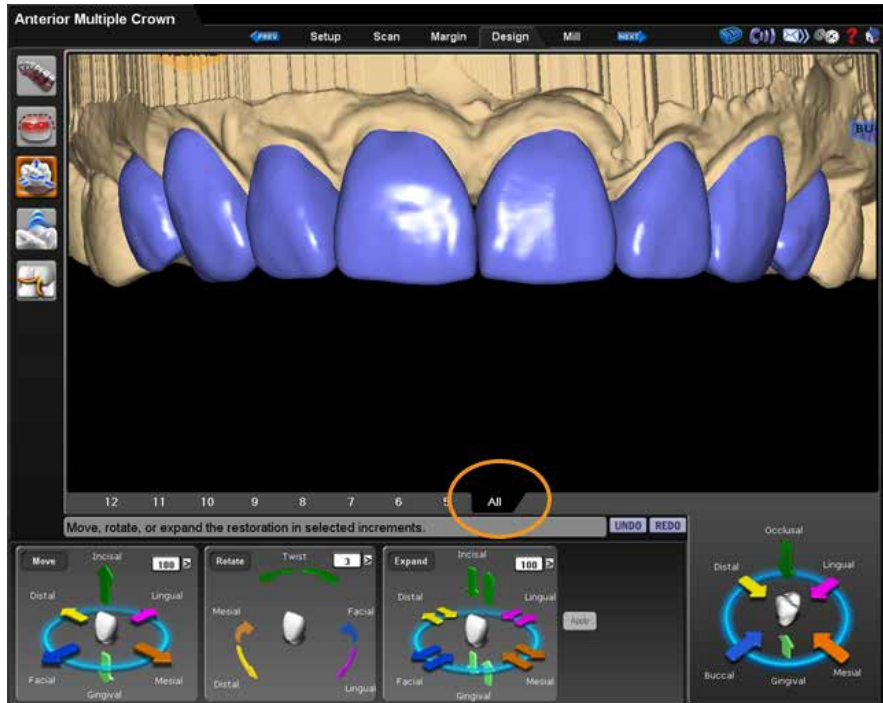 Anterior Multiple Crown
PREV Setup Scan Margin Design Mill NEXT
BU
12 11 10 9 8 7 6 5 All
Move, rotate, or expand the restoration in selected increments. UNDO REDO
Move Incisal 100
Distal Lingual
Facial Mesial
Gingival
Rotate Twist 3
Mesial Facial
Distal Lingual
Expand Incisal 100
Distal Lingual
Facial Mesial
Gingival
Apply
Occlusal
Distal Lingual
Buccal Mesial
Gingival